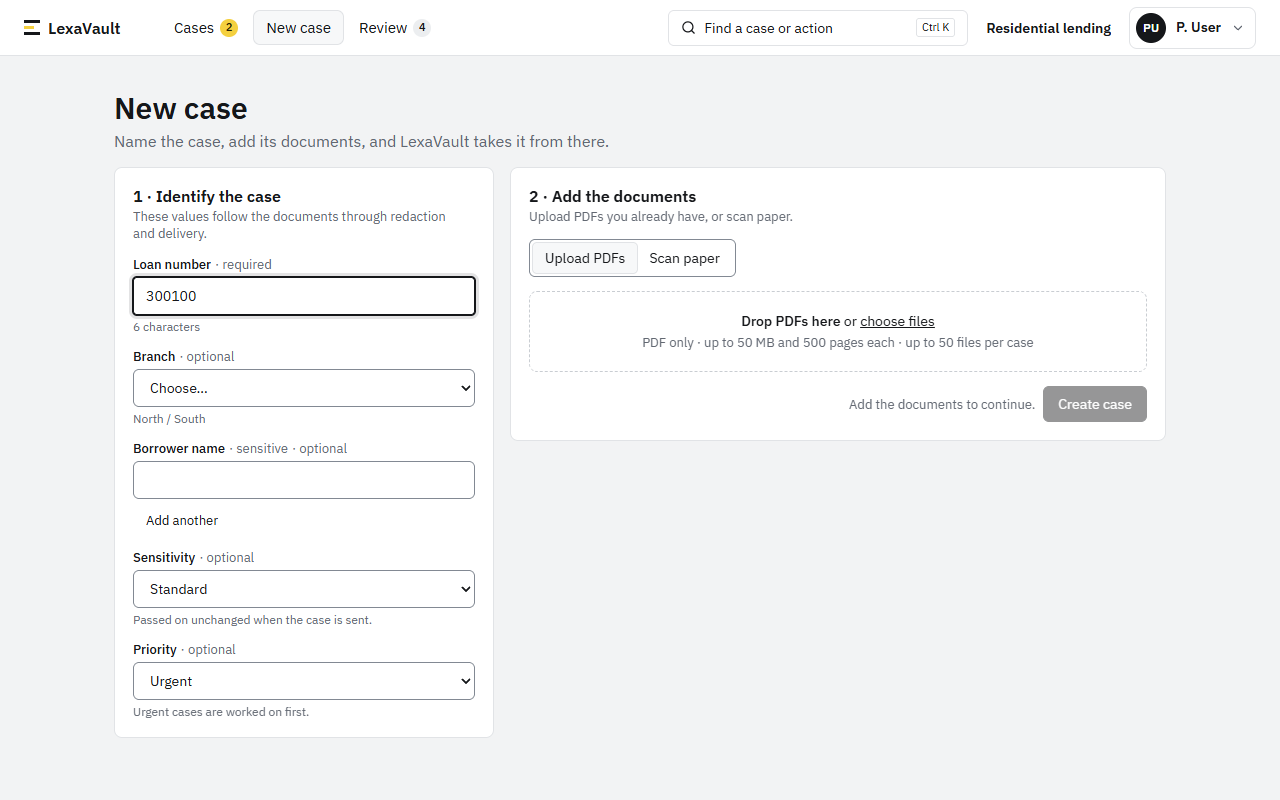 LexaVault
Cases 2
New case
Review 4
Find a case or action Ctrl K
Residential lending
PU P. User
New case
Name the case, add its documents, and LexaVault takes it from there.
1 · Identify the case
These values follow the documents through redaction
and delivery.
Loan number · required
300100
6 characters
Branch · optional
Choose...
North / South
Borrower name · sensitive · optional
Add another
Sensitivity · optional
Standard
Passed on unchanged when the case is sent.
Priority · optional
Urgent
Urgent cases are worked on first.
2 · Add the documents
Upload PDFs you already have, or scan paper.
Upload PDFs
Scan paper
Drop PDFs here or choose files
PDF only · up to 50 MB and 500 pages each · up to 50 files per case
Add the documents to continue.
Create case